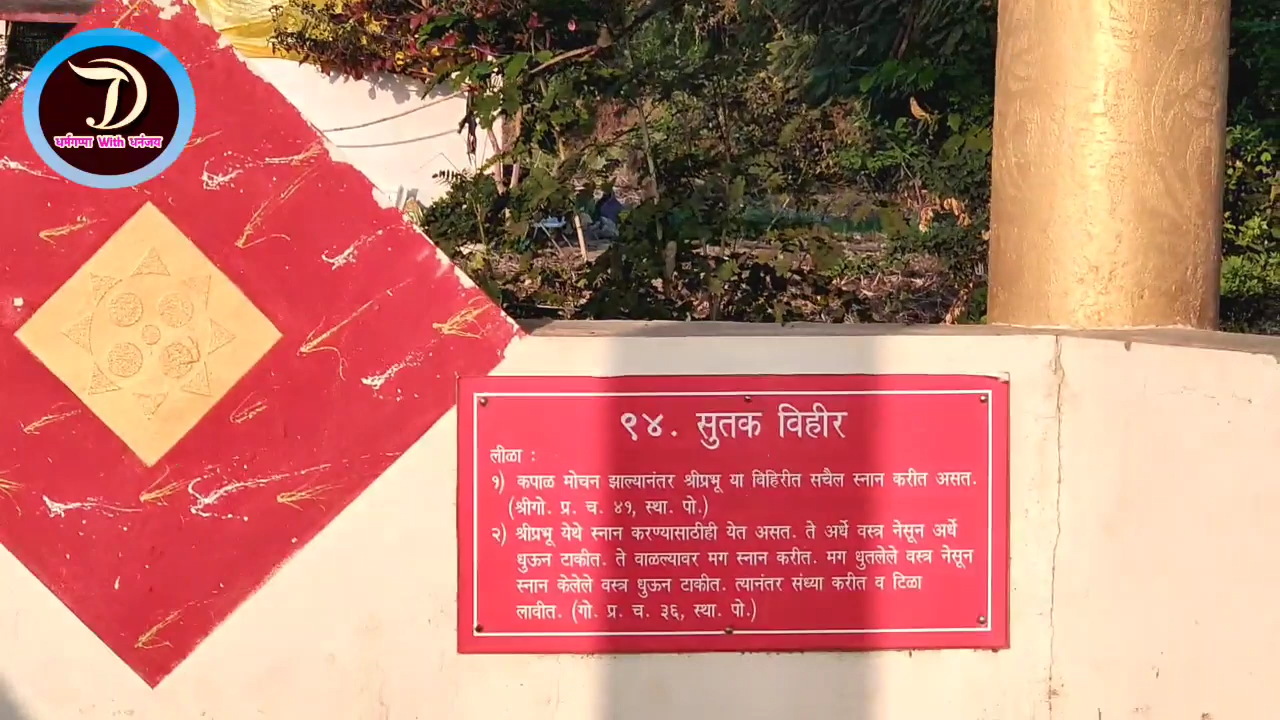 धर्मगप्पा With धनंजय
९४. सुतक विहीर
लीळा :
१) कपाळ मोचन झाल्यानंतर श्रीप्रभू या विहिरीत सचैल स्नान करीत असत.
(श्रीगो. प्र. च. ४१, स्था. पो.)
२) श्रीप्रभू येथे स्नान करण्यासाठीही येत असत. ते अर्धे वस्त्र नेसून अर्धे
धुऊन टाकीत. ते वाळल्यावर मग स्नान करीत. मग धुतलेले वस्त्र नेसून
स्नान केलेले वस्त्र धुऊन टाकीत. त्यानंतर संध्या करीत व टिळा
लावीत. (गो. प्र. च. ३६, स्था. पो.)